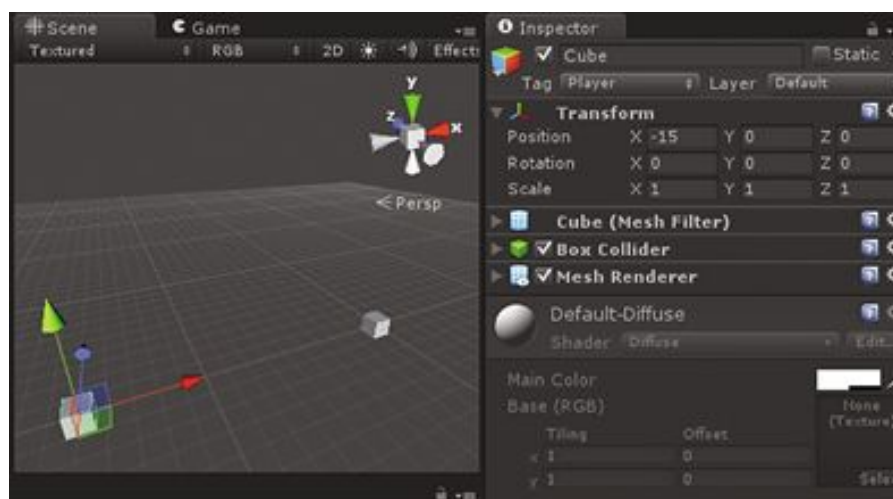 Scene
Game
Textured
RGB
2D
Effects
y
z
x
Persp
Inspector
Cube
Static
Tag Player
Layer Default
Transform
Position X -15 Y 0 Z 0
Rotation X 0 Y 0 Z 0
Scale X 1 Y 1 Z 1
Cube (Mesh Filter)
Box Collider
Mesh Renderer
Default-Diffuse
Shader Diffuse
Edit...
Main Color
Base (RGB)
None
(Texture)
Tiling Offset
x 1 0
y 1 0